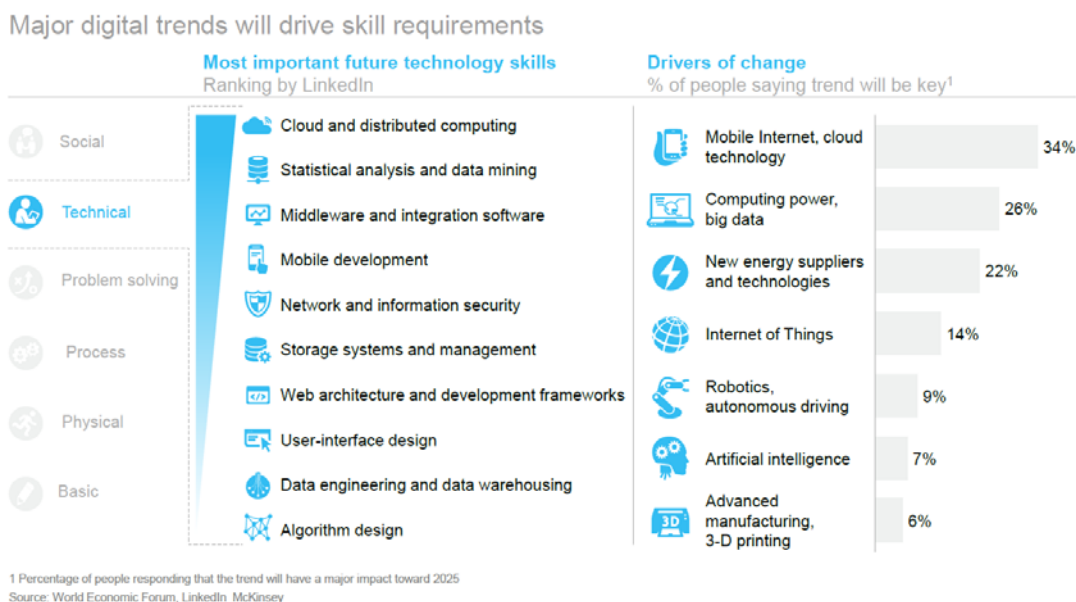 Major digital trends will drive skill requirements
Most important future technology skills
Ranking by LinkedIn
Drivers of change
% of people saying trend will be key1
Social
Technical
Problem solving
Process
Physical
Basic
Cloud and distributed computing
Statistical analysis and data mining
Middleware and integration software
Mobile development
Network and information security
Storage systems and management
Web architecture and development frameworks
User-interface design
Data engineering and data warehousing
Algorithm design
Mobile Internet, cloud
technology
34%
Computing power,
big data
26%
New energy suppliers
and technologies
22%
Internet of Things
14%
Robotics,
autonomous driving
9%
Artificial intelligence
7%
3D
Advanced
manufacturing,
3-D printing
6%
1 Percentage of people responding that the trend will have a major impact toward 2025
Source: World Economic Forum, LinkedIn McKinsey